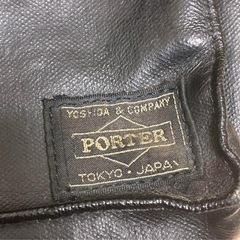 YOSHIDA & COMPANY
PORTER
TOKYO · JAPAN